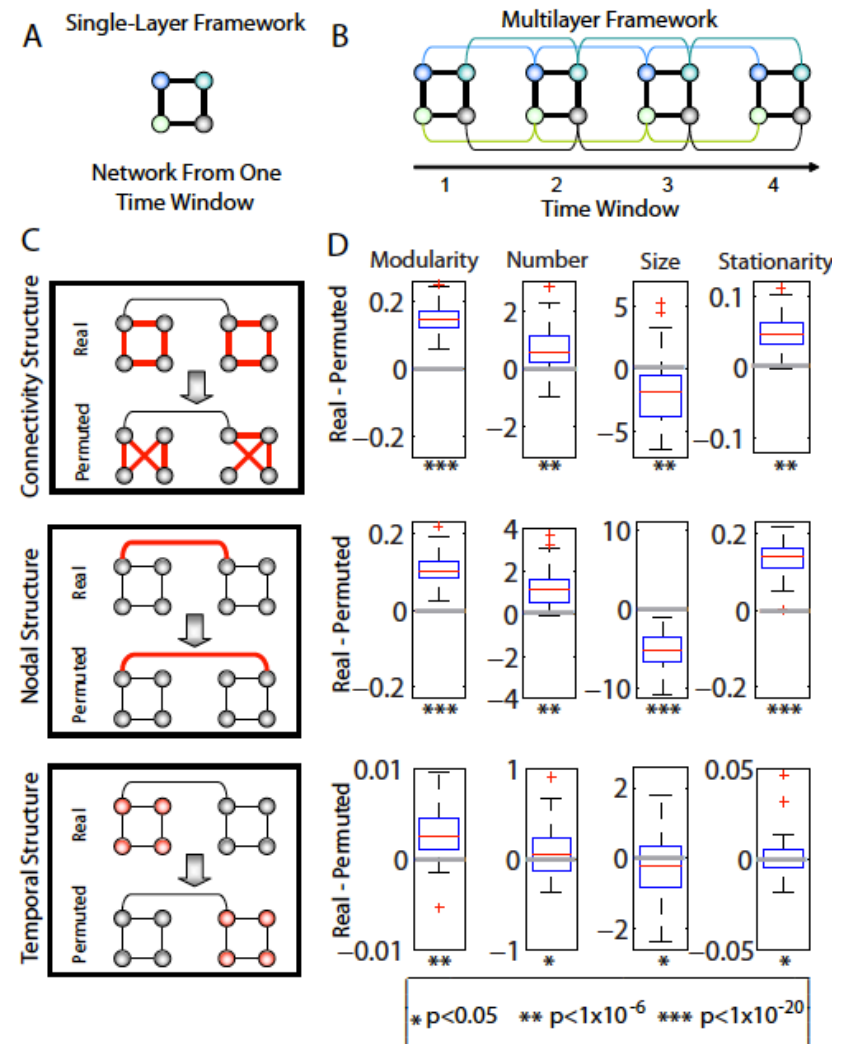 A
Single-Layer Framework
Network From One
Time Window
B
Multilayer Framework
1 2 3 4
Time Window
C
Connectivity Structure
Real
Permuted
Nodal Structure
Real
Permuted
Temporal Structure
Real
Permuted
D
Modularity Number Size Stationarity
Real - Permuted
0.2
0
−0.2
***
2
0
−2
**
5
0
−5
**
0.1
0
−0.1
**
Real - Permuted
0.2
0
−0.2
***
4
2
0
−2
−4
**
10
0
−10
***
0.2
0
−0.2
***
Real - Permuted
0.01
0
−0.01
**
1
0
−1
*
2
0
−2
*
0.05
0
−0.05
*
* p<0.05 ** p<1x10⁻⁶ *** p<1x10⁻²⁰